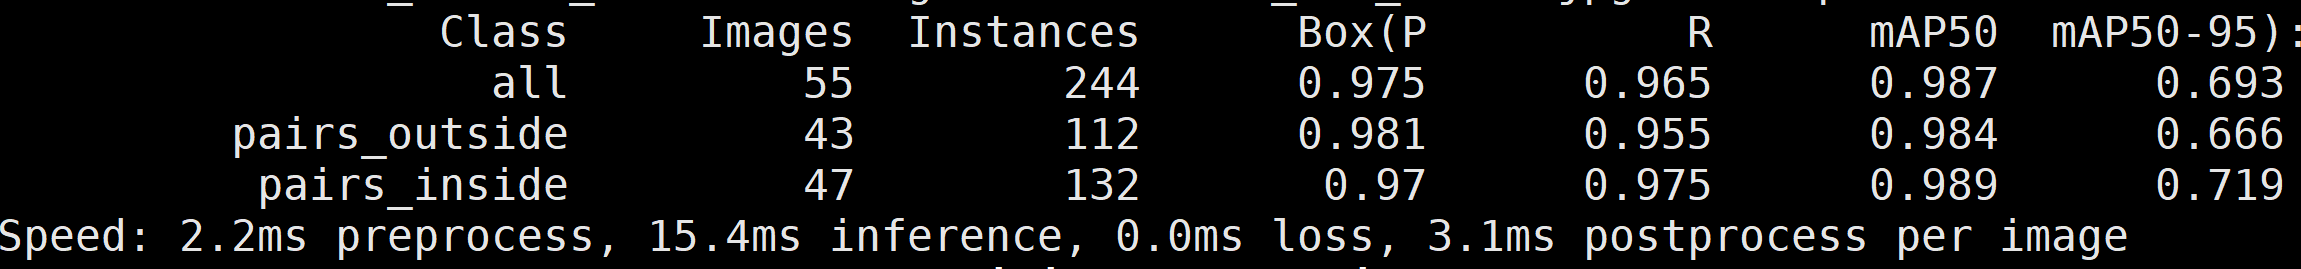 Class Images Instances Box(P R mAP50 mAP50-95):
all 55 244 0.975 0.965 0.987 0.693
pairs_outside 43 112 0.981 0.955 0.984 0.666
pairs_inside 47 132 0.97 0.975 0.989 0.719
Speed: 2.2ms preprocess, 15.4ms inference, 0.0ms loss, 3.1ms postprocess per image